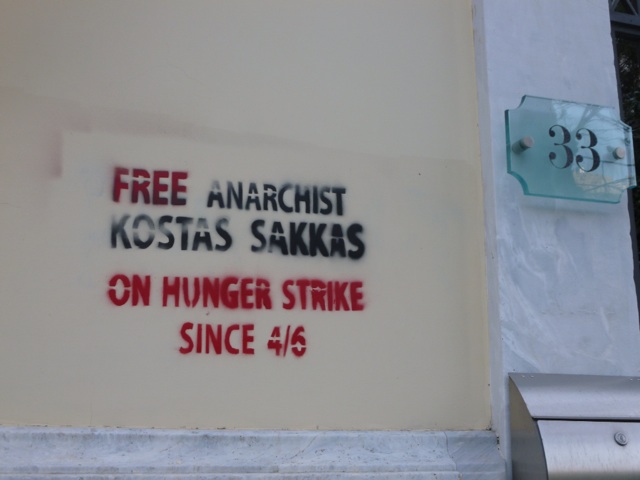 FREE ANARCHIST
KOSTAS SAKKAS
ON HUNGER STRIKE
SINCE 4/6
33